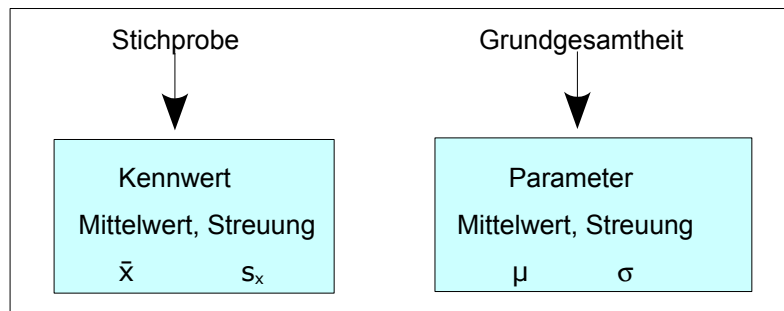 Stichprobe
Grundgesamtheit
Kennwert
Mittelwert, Streuung
x̄ sₓ
Parameter
Mittelwert, Streuung
μ σ